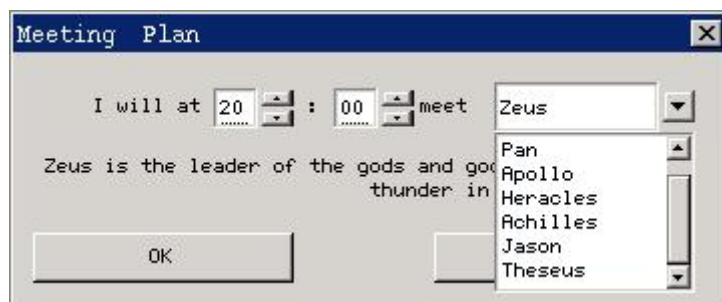 Meeting Plan
I will at 20 : 00 meet Zeus
Zeus is the leader of the gods and
thunder in
Pan
Apollo
Heracles
Achilles
Jason
Theseus
OK